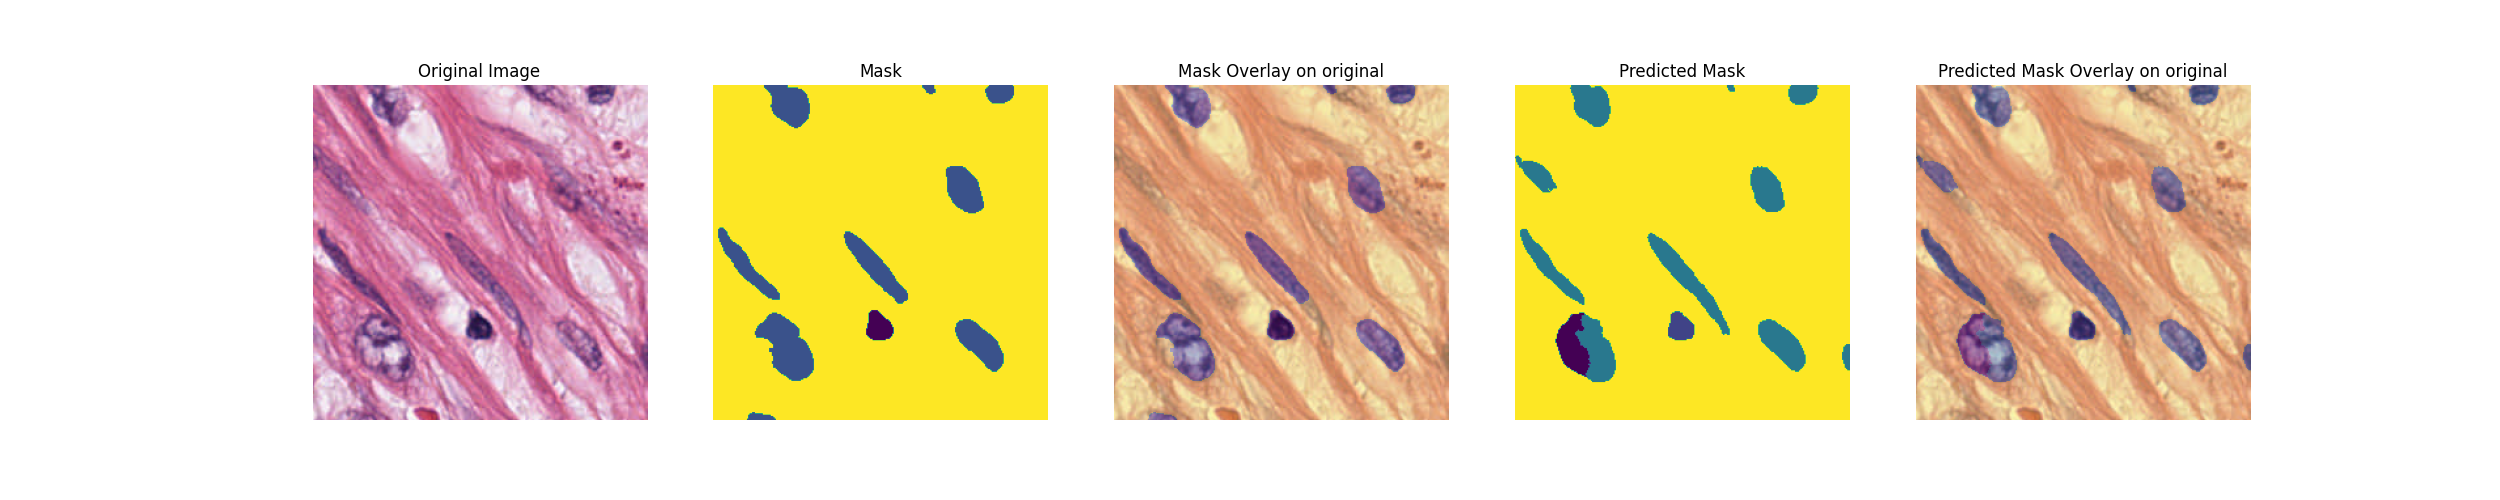 Original Image
Mask
Mask Overlay on original
Predicted Mask
Predicted Mask Overlay on original